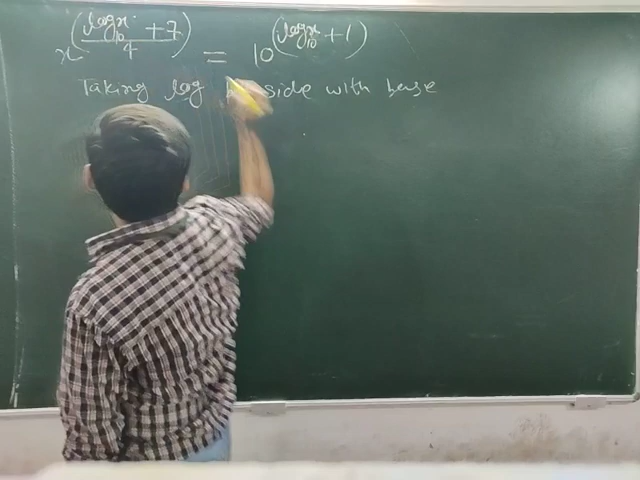 x^((log₁₀x + 7)/4) = 10^(log₁₀x + 1)
Taking log side with base